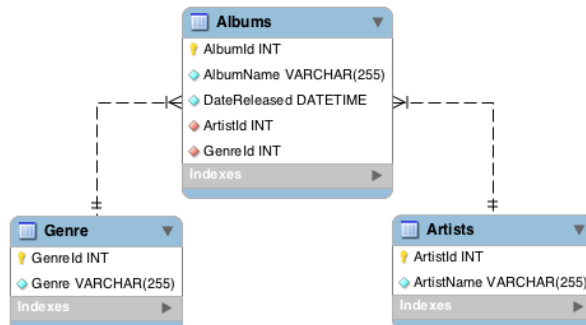 Albums
AlbumId INT
AlbumName VARCHAR(255)
DateReleased DATETIME
ArtistId INT
GenreId INT
Indexes
Genre
GenreId INT
Genre VARCHAR(255)
Indexes
Artists
ArtistId INT
ArtistName VARCHAR(255)
Indexes